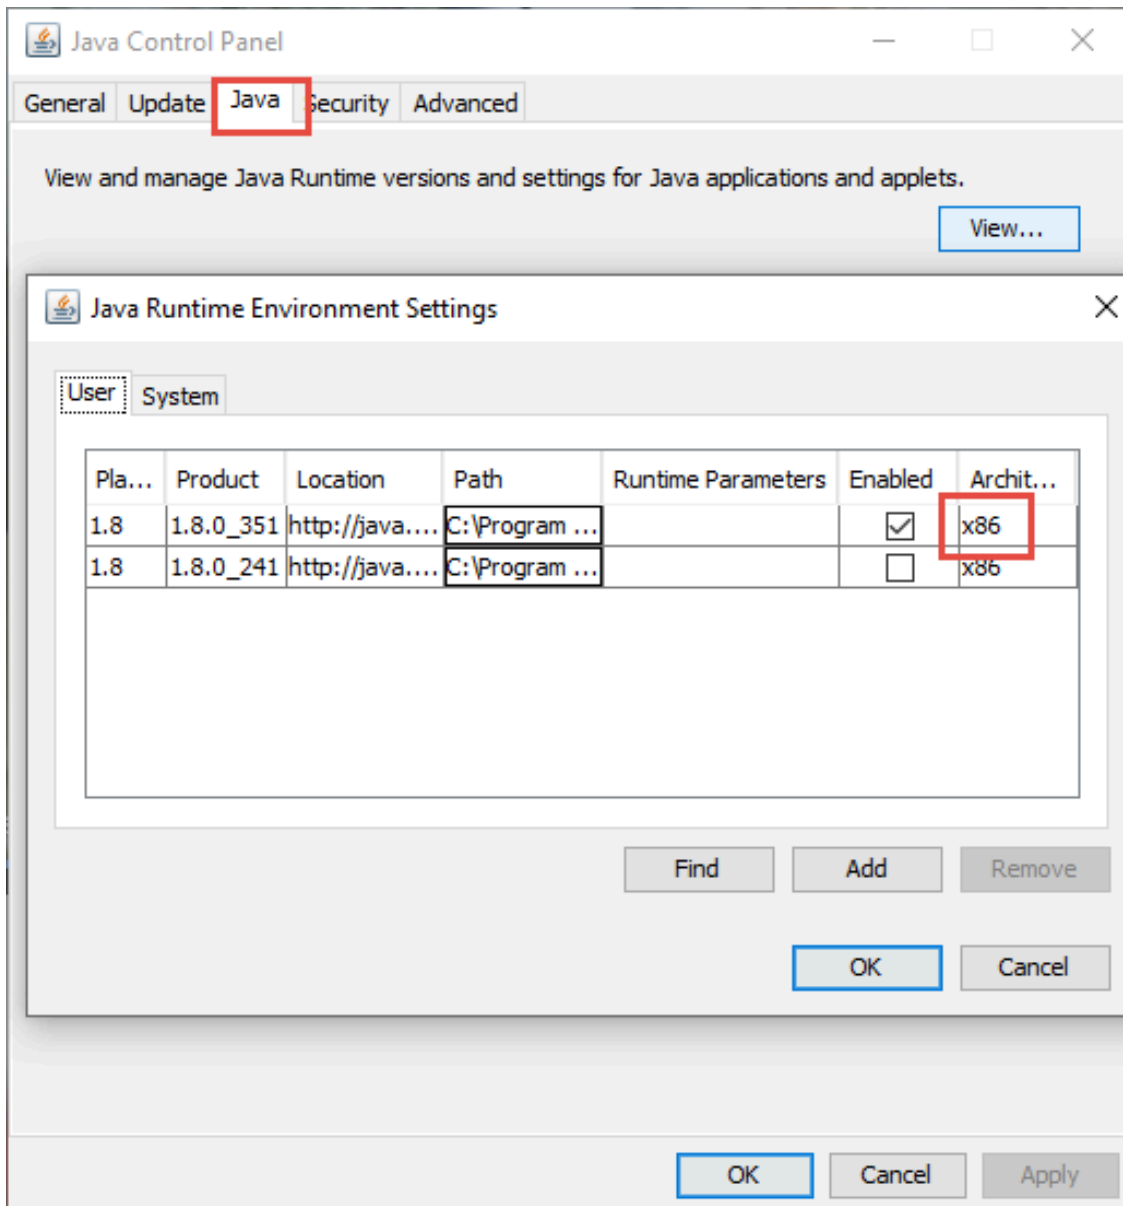 Java Control Panel
General Update Java Security Advanced
View and manage Java Runtime versions and settings for Java applications and applets.
View...
Java Runtime Environment Settings
User System
Pla... Product Location Path Runtime Parameters Enabled Archit...
1.8 1.8.0_351 http://java.... C:\Program ... x86
1.8 1.8.0_241 http://java.... C:\Program ... x86
Find Add Remove
OK Cancel
OK Cancel Apply